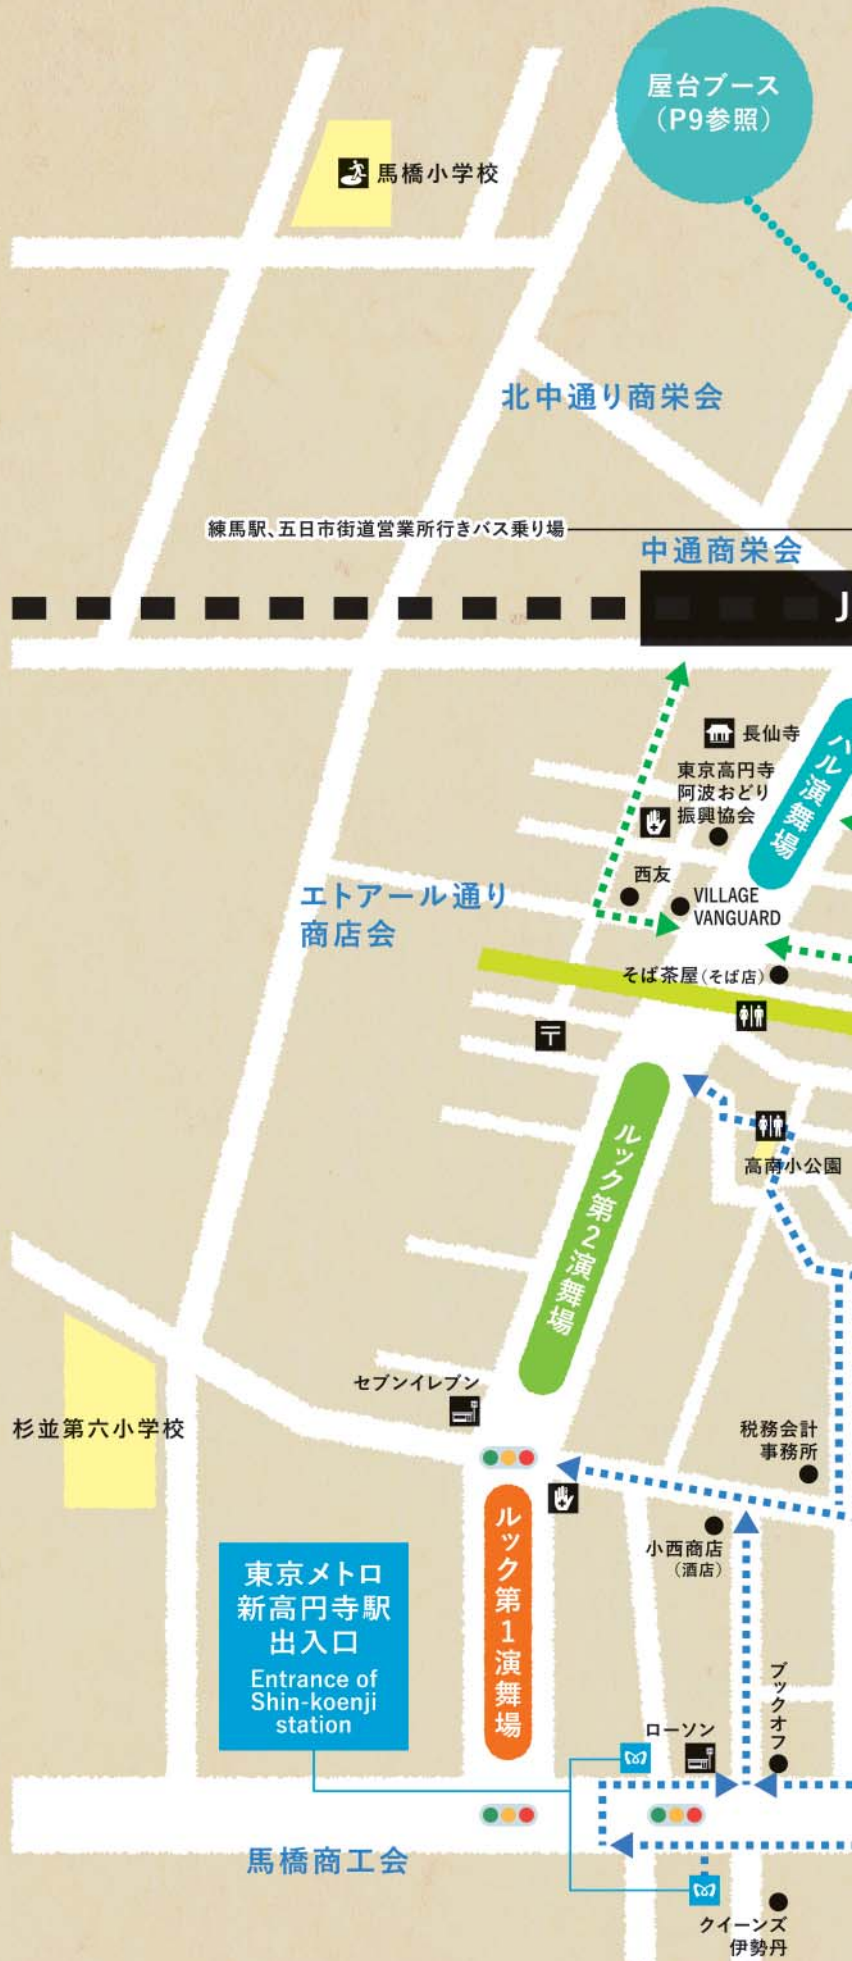 屋台ブース
（P9参照）
馬橋小学校
北中通り商栄会
練馬駅、五日市街道営業所行きバス乗り場
中通商栄会
J
長仙寺
ハル演舞場
東京高円寺
阿波おどり
振興協会
西友
VILLAGE
VANGUARD
エトアール通り
商店会
そば茶屋（そば店）
〒
ルック第2演舞場
高南小公園
セブンイレブン
杉並第六小学校
税務会計
事務所
小西商店
（酒店）
ルック第1演舞場
東京メトロ
新高円寺駅
出入口
Entrance of
Shin-koenji
station
ブックオフ
ローソン
馬橋商工会
クイーンズ
伊勢丹